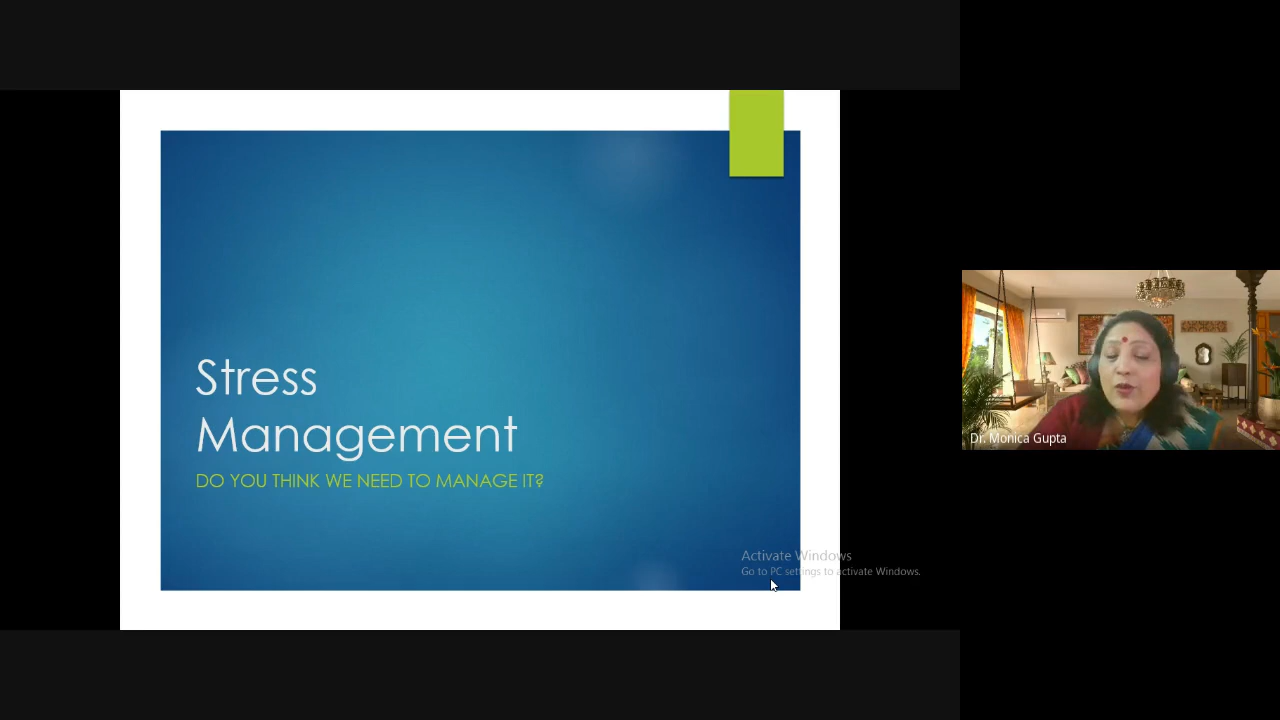 Stress
Management
DO YOU THINK WE NEED TO MANAGE IT?
Activate Windows
Go to PC settings to activate Windows.
Dr. Monica Gupta